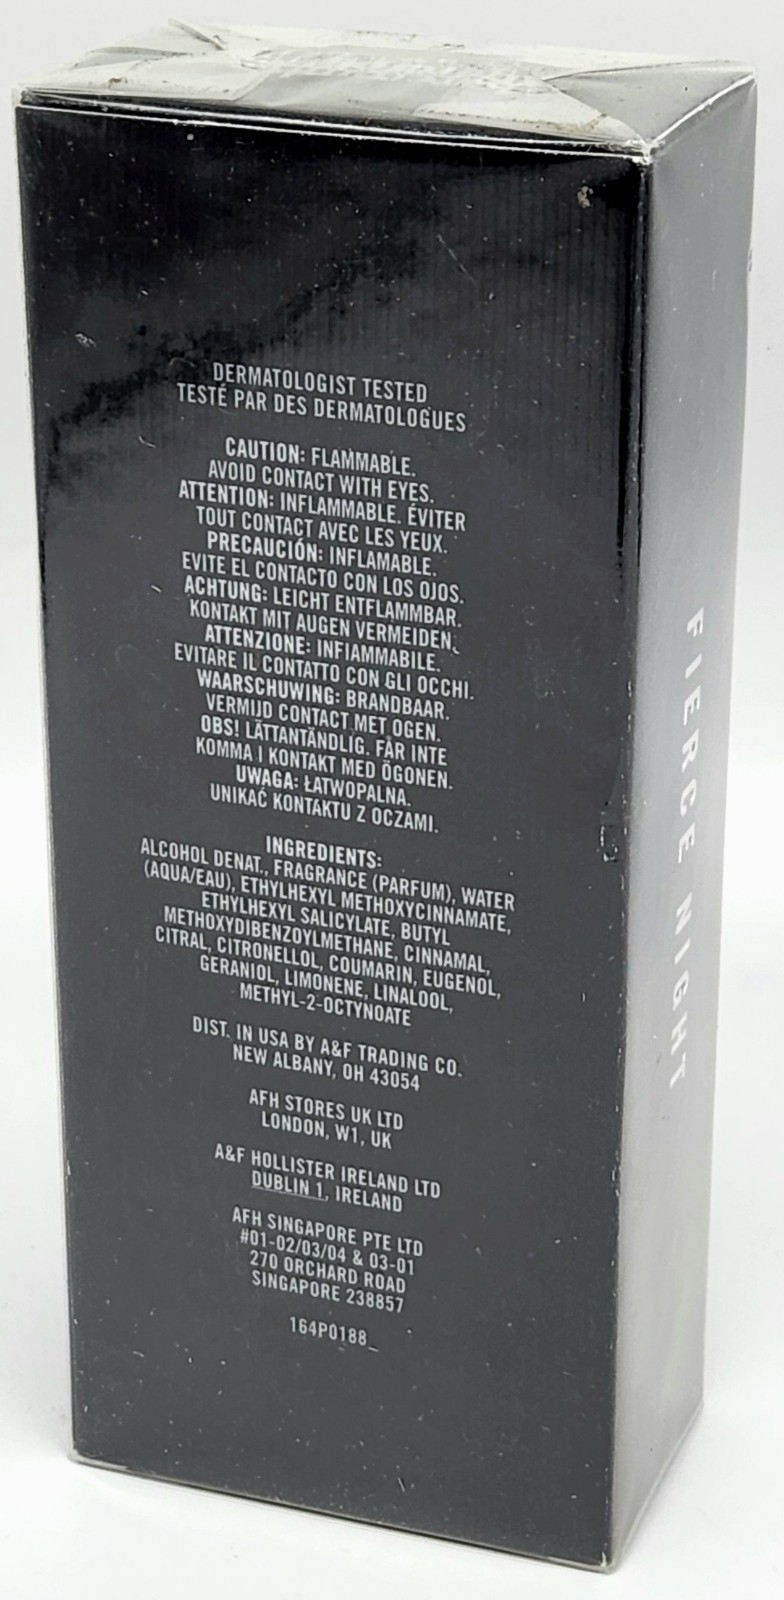 DERMATOLOGIST TESTED
TESTÉ PAR DES DERMATOLOGUES
CAUTION: FLAMMABLE.
AVOID CONTACT WITH EYES.
ATTENTION: INFLAMMABLE. ÉVITER
TOUT CONTACT AVEC LES YEUX.
PRECAUCIÓN: INFLAMABLE.
EVITE EL CONTACTO CON LOS OJOS.
ACHTUNG: LEICHT ENTFLAMMBAR.
KONTAKT MIT AUGEN VERMEIDEN.
ATTENZIONE: INFIAMMABILE.
EVITARE IL CONTATTO CON GLI OCCHI.
WAARSCHUWING: BRANDBAAR.
VERMIJD CONTACT MET OGEN.
OBS! LÄTTANTÄNDLIG. FÅR INTE
KOMMA I KONTAKT MED ÖGONEN.
UWAGA: ŁATWOPALNA.
UNIKAĆ KONTAKTU Z OCZAMI.
INGREDIENTS:
ALCOHOL DENAT., FRAGRANCE (PARFUM), WATER
(AQUA/EAU), ETHYLHEXYL METHOXYCINNAMATE,
ETHYLHEXYL SALICYLATE, BUTYL
METHOXYDIBENZOYLMETHANE, CINNAMAL,
CITRAL, CITRONELLOL, COUMARIN, EUGENOL,
GERANIOL, LIMONENE, LINALOOL,
METHYL-2-OCTYNOATE
DIST. IN USA BY A&F TRADING CO.
NEW ALBANY, OH 43054
AFH STORES UK LTD
LONDON, W1, UK
A&F HOLLISTER IRELAND LTD
DUBLIN 1, IRELAND
AFH SINGAPORE PTE LTD
#01-02/03/04 & 03-01
270 ORCHARD ROAD
SINGAPORE 238857
164P0188_
FIERCE NIGHT